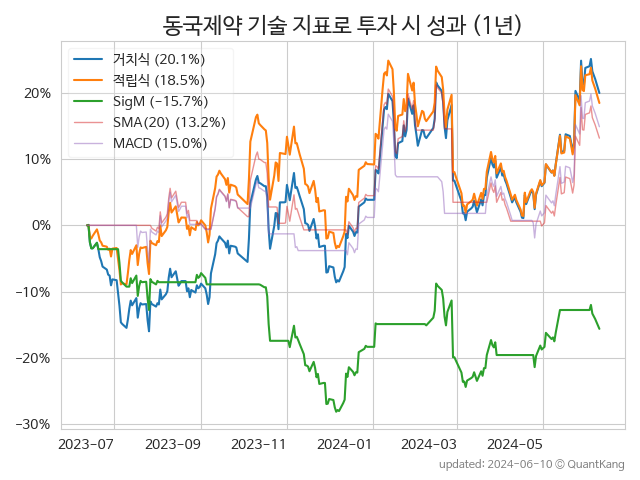 동국제약 기술 지표로 투자 시 성과 (1년)
거치식 (20.1%)
적립식 (18.5%)
SigM (−15.7%)
SMA(20) (13.2%)
MACD (15.0%)
20%
10%
0%
−10%
−20%
−30%
2023−07
2023−09
2023−11
2024−01
2024−03
2024−05
updated: 2024−06−10 © QuantKang